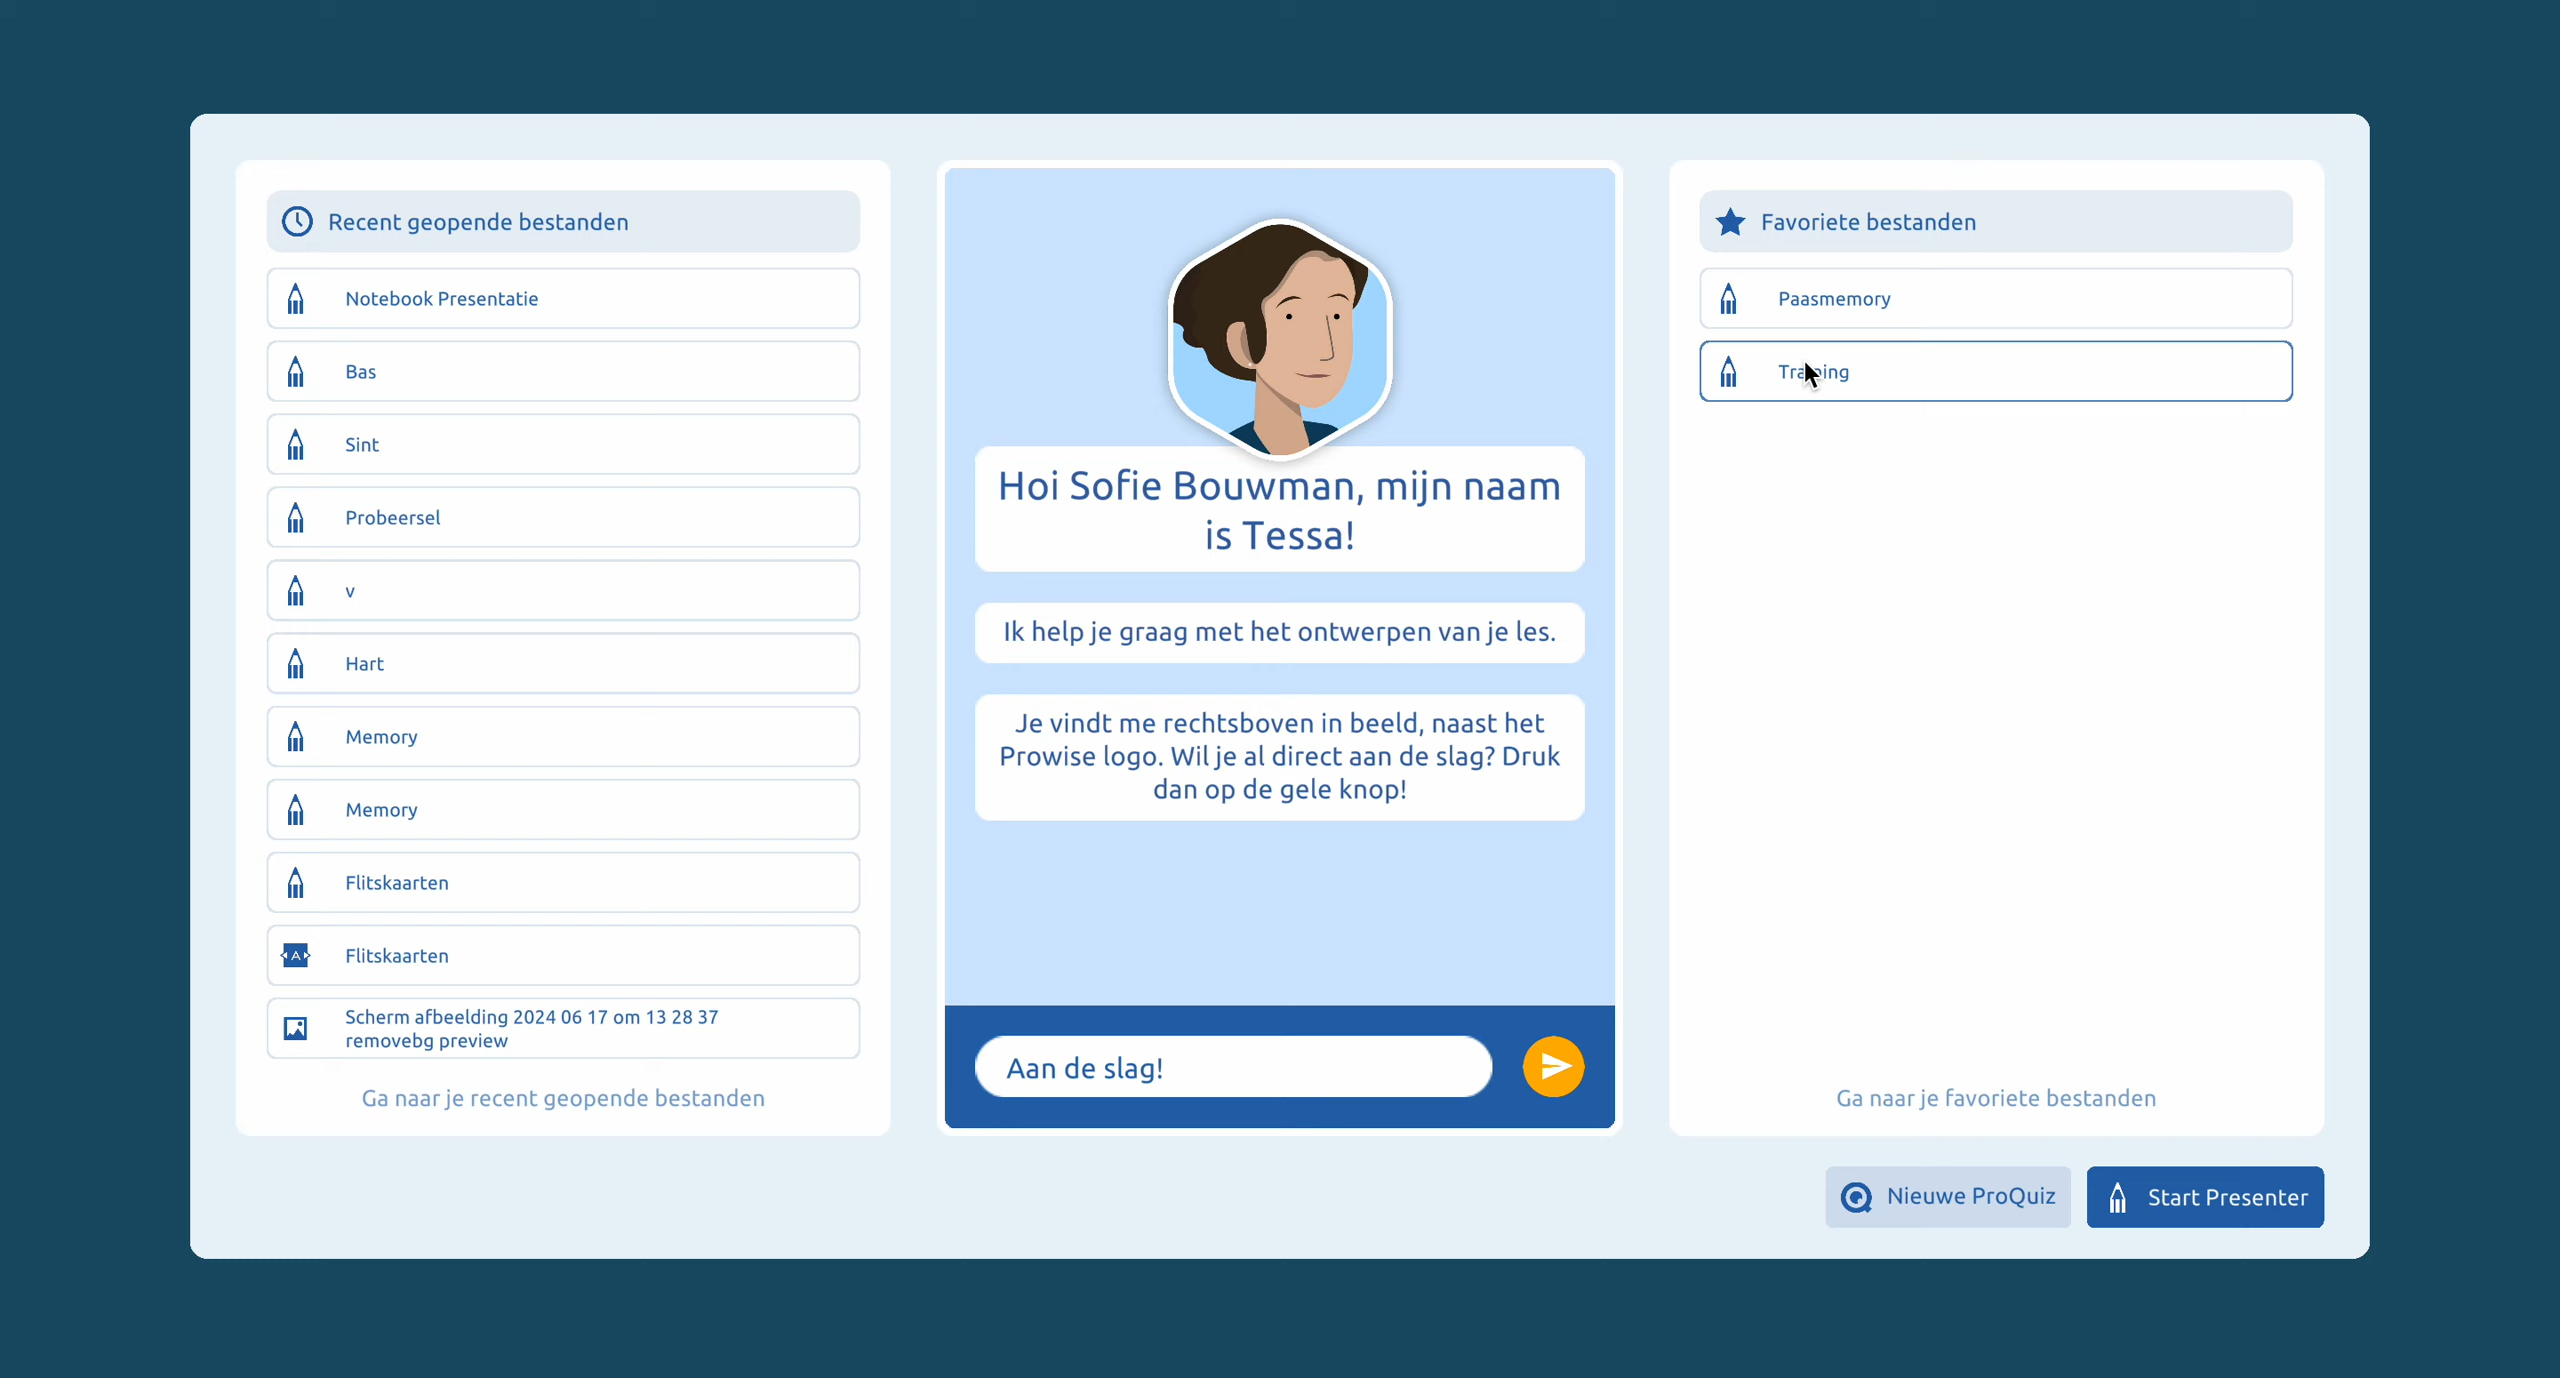 Recent geopende bestanden
Notebook Presentatie
Bas
Sint
Probeersel
v
Hart
Memory
Memory
Flitskaarten
A
Flitskaarten
Scherm afbeelding 2024 06 17 om 13 28 37
removebg preview
Ga naar je recent geopende bestanden
Hoi Sofie Bouwman, mijn naam
is Tessa!
Ik help je graag met het ontwerpen van je les.
Je vindt me rechtsboven in beeld, naast het
Prowise logo. Wil je al direct aan de slag? Druk
dan op de gele knop!
Aan de slag!
Favoriete bestanden
Paasmemory
Training
Ga naar je favoriete bestanden
Nieuwe ProQuiz
Start Presenter